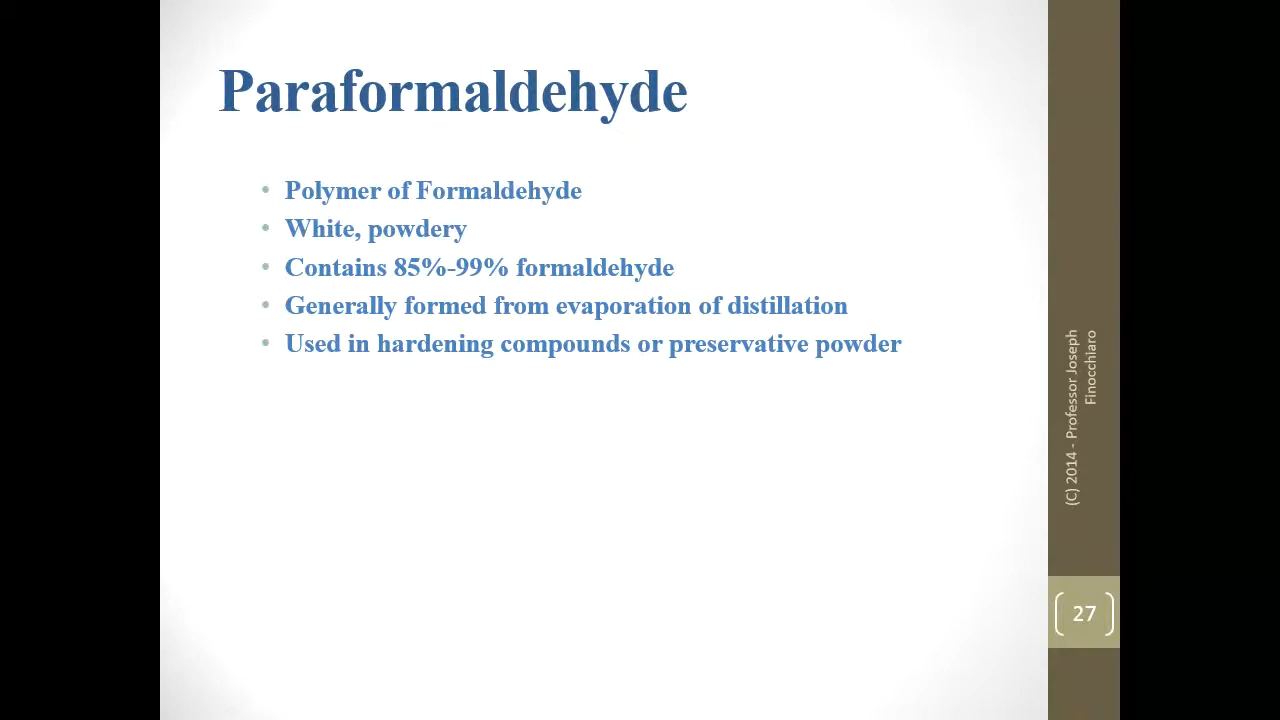 Paraformaldehyde
• Polymer of Formaldehyde
• White, powdery
• Contains 85%-99% formaldehyde
• Generally formed from evaporation of distillation
• Used in hardening compounds or preservative powder
(C) 2014 - Professor Joseph
Finocchiaro
27